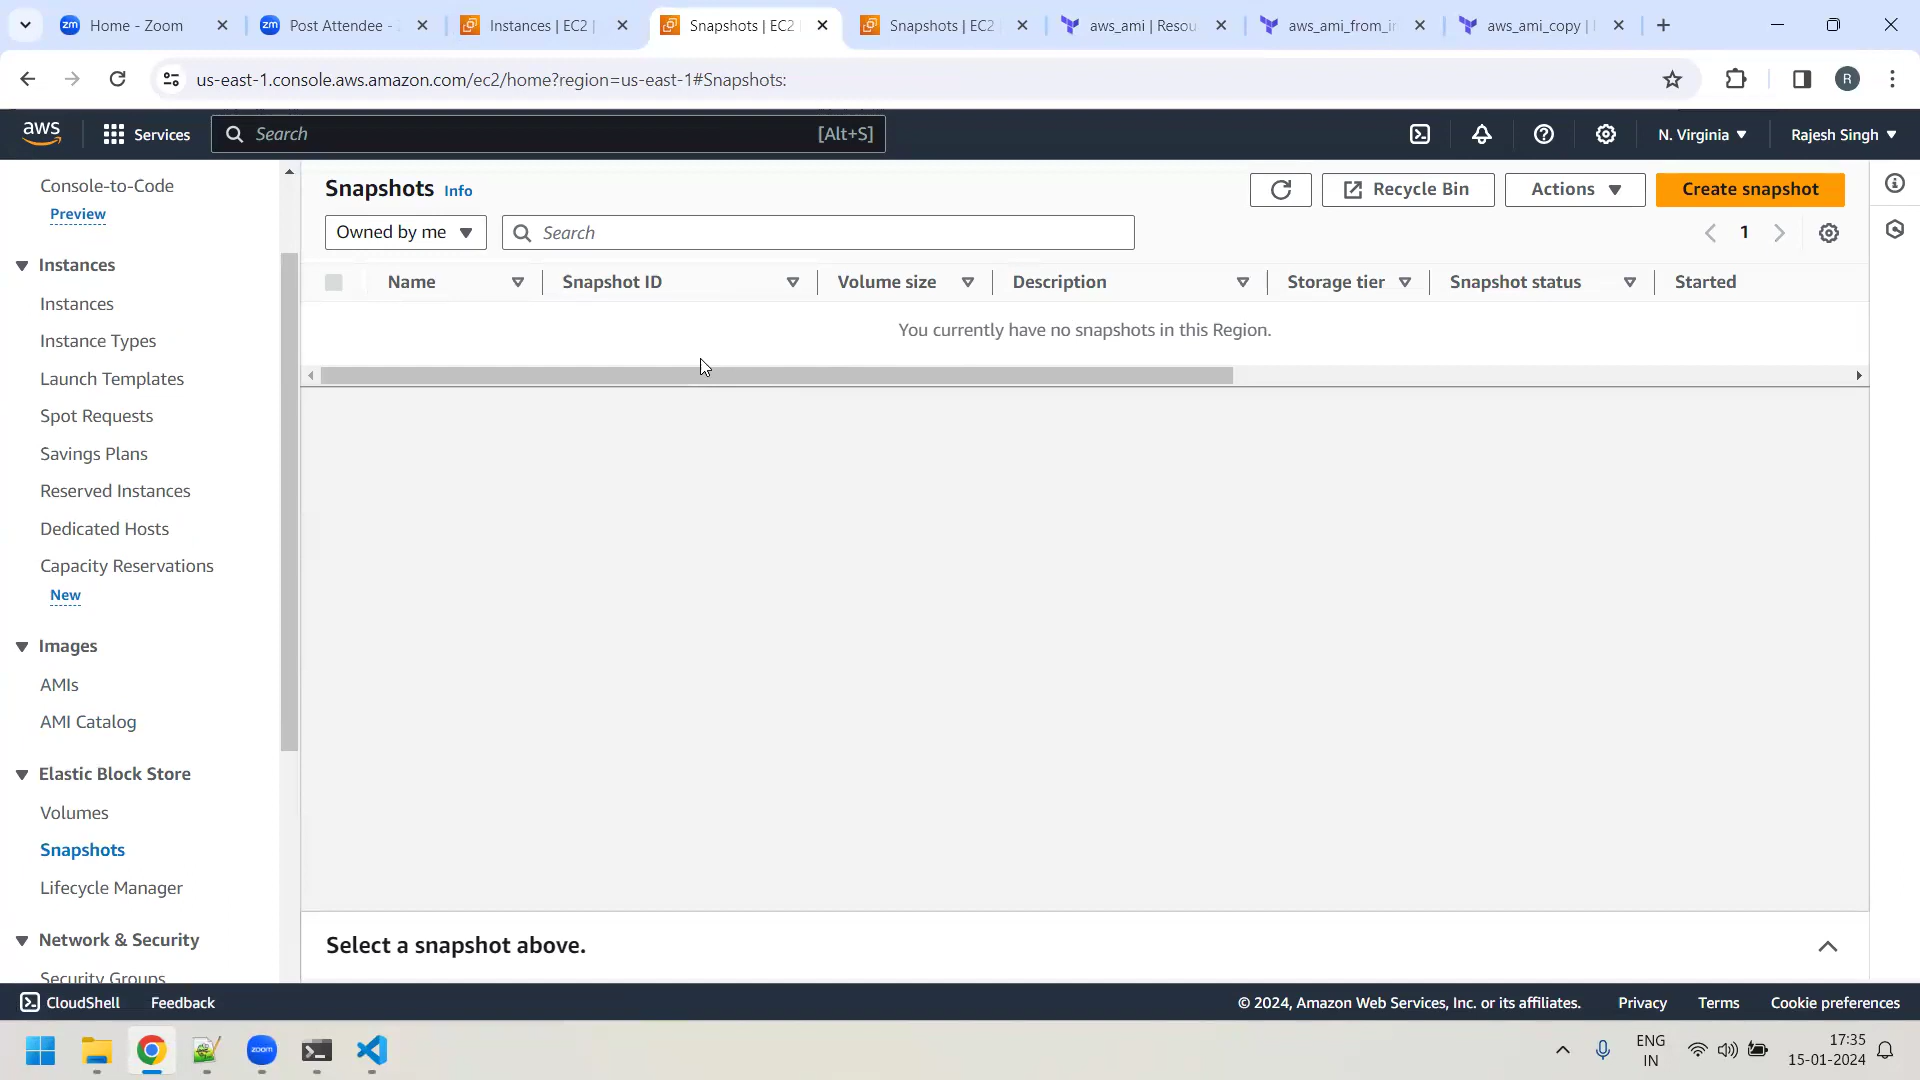 Home - Zoom
Post Attendee -
Instances | EC2 |
Snapshots | EC2
Snapshots | EC2
aws_ami | Resou
aws_ami_from_in
aws_ami_copy |
us-east-1.console.aws.amazon.com/ec2/home?region=us-east-1#Snapshots:
R
aws
Services
Search
[Alt+S]
N. Virginia
Rajesh Singh
Console-to-Code
Preview
Instances
Instances
Instance Types
Launch Templates
Spot Requests
Savings Plans
Reserved Instances
Dedicated Hosts
Capacity Reservations
New
Images
AMIs
AMI Catalog
Elastic Block Store
Volumes
Snapshots
Lifecycle Manager
Network & Security
Security Groups
Snapshots Info
Recycle Bin
Actions
Create snapshot
Owned by me
Search
1
Name
Snapshot ID
Volume size
Description
Storage tier
Snapshot status
Started
You currently have no snapshots in this Region.
Select a snapshot above.
CloudShell
Feedback
© 2024, Amazon Web Services, Inc. or its affiliates.
Privacy
Terms
Cookie preferences
zoom
ENG
IN
17:35
15-01-2024